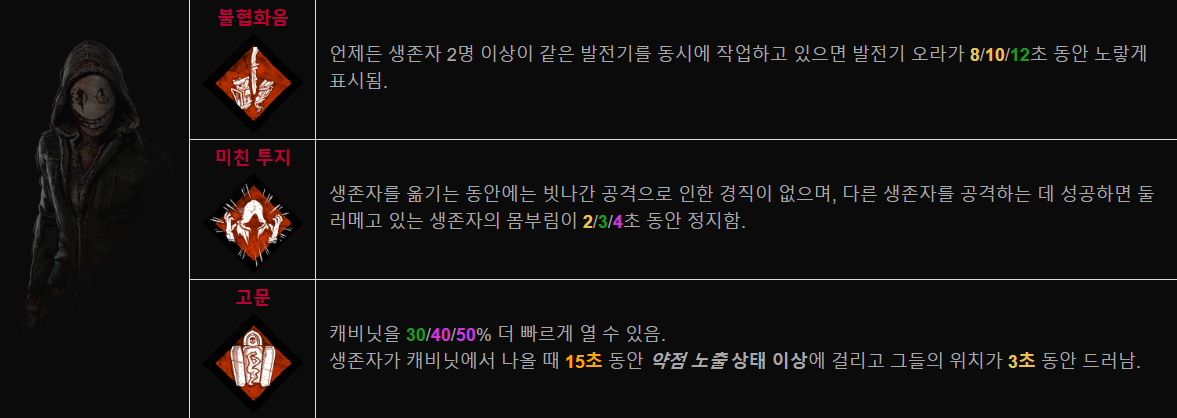 불협화음
언제든 생존자 2명 이상이 같은 발전기를 동시에 작업하고 있으면 발전기 오라가 8/10/12초 동안 노랗게
표시됨.
미친 투지
생존자를 옮기는 동안에는 빗나간 공격으로 인한 경직이 없으며, 다른 생존자를 공격하는 데 성공하면 둘
러메고 있는 생존자의 몸부림이 2/3/4초 동안 정지함.
고문
캐비닛을 30/40/50% 더 빠르게 열 수 있음.
생존자가 캐비닛에서 나올 때 15초 동안 약점 노출 상태 이상에 걸리고 그들의 위치가 3초 동안 드러남.